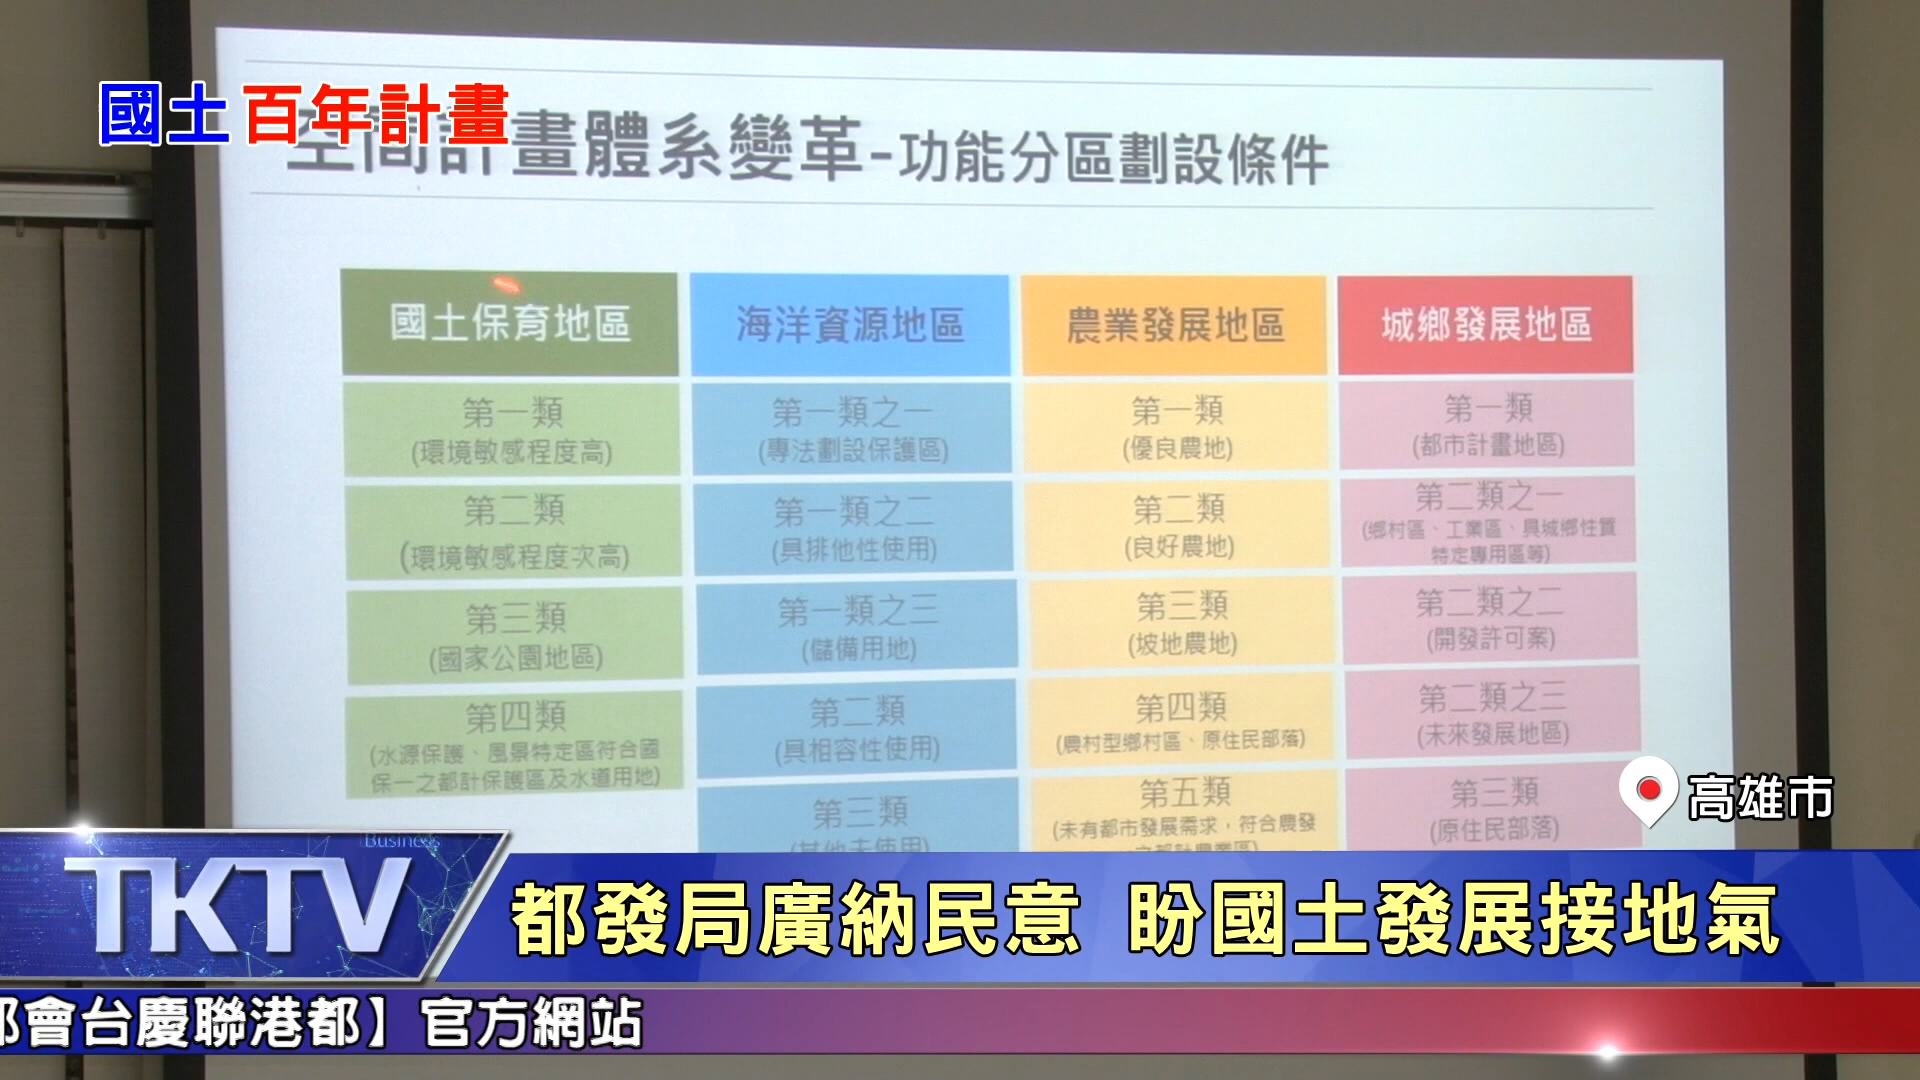 國土百年計畫
空間計畫體系變革-功能分區劃設條件
國土保育地區
第一類
(環境敏感程度高)
第二類
(環境敏感程度次高)
第三類
(國家公園地區)
第四類
(水源保護、風景特定區符合國
保一之都計保護區及水道用地)
海洋資源地區
第一類之一
(專法劃設保護區)
第一類之二
(具排他性使用)
第一類之三
(儲備用地)
第二類
(具相容性使用)
第三類
(其他未使用)
農業發展地區
第一類
(優良農地)
第二類
(良好農地)
第三類
(坡地農地)
第四類
(農村型鄉村區、原住民部落)
第五類
(未有都市發展需求，符合農發
之都計農業區)
城鄉發展地區
第一類
(都市計畫地區)
第二類之一
(鄉村區、工業區、具城鄉性質
特定專用區等)
第二類之二
(開發許可案)
第二類之三
(未來發展地區)
第三類
(原住民部落)
高雄市
Business
TKTV
都發局廣納民意 盼國土發展接地氣
會台慶聯港都】官方網站